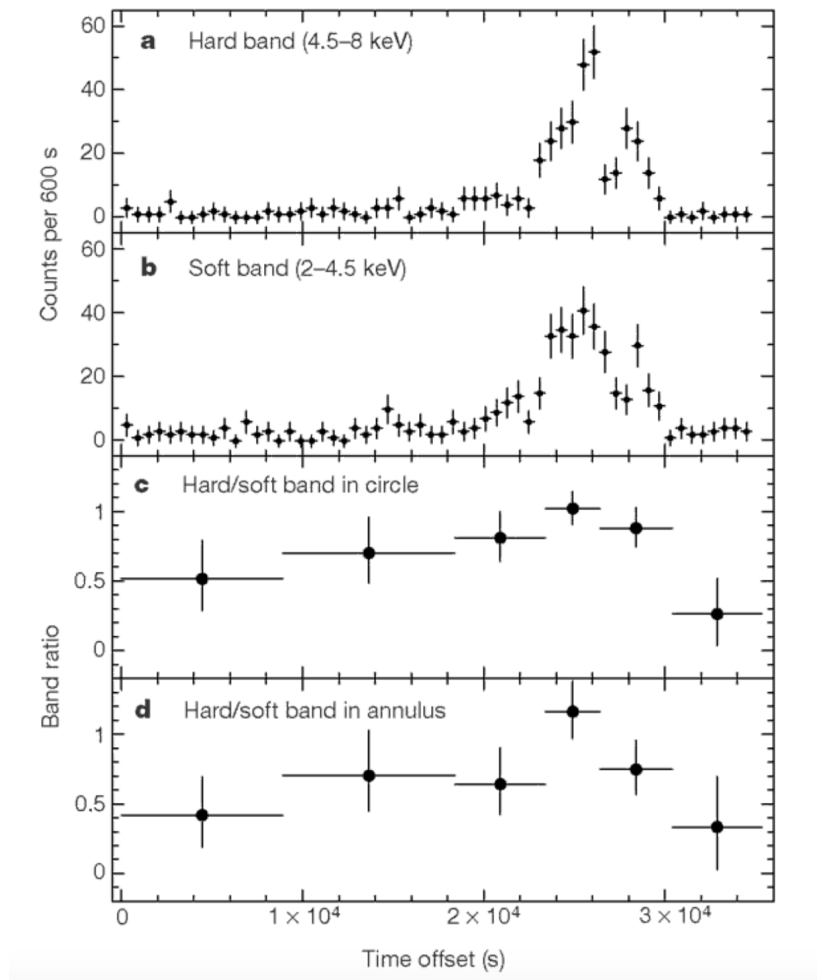 60
a Hard band (4.5–8 keV)
40
20
0
Counts per 600 s
60
b Soft band (2–4.5 keV)
40
20
0
c Hard/soft band in circle
1
0.5
0
Band ratio
d Hard/soft band in annulus
1
0.5
0
0 1 × 10⁴ 2 × 10⁴ 3 × 10⁴
Time offset (s)